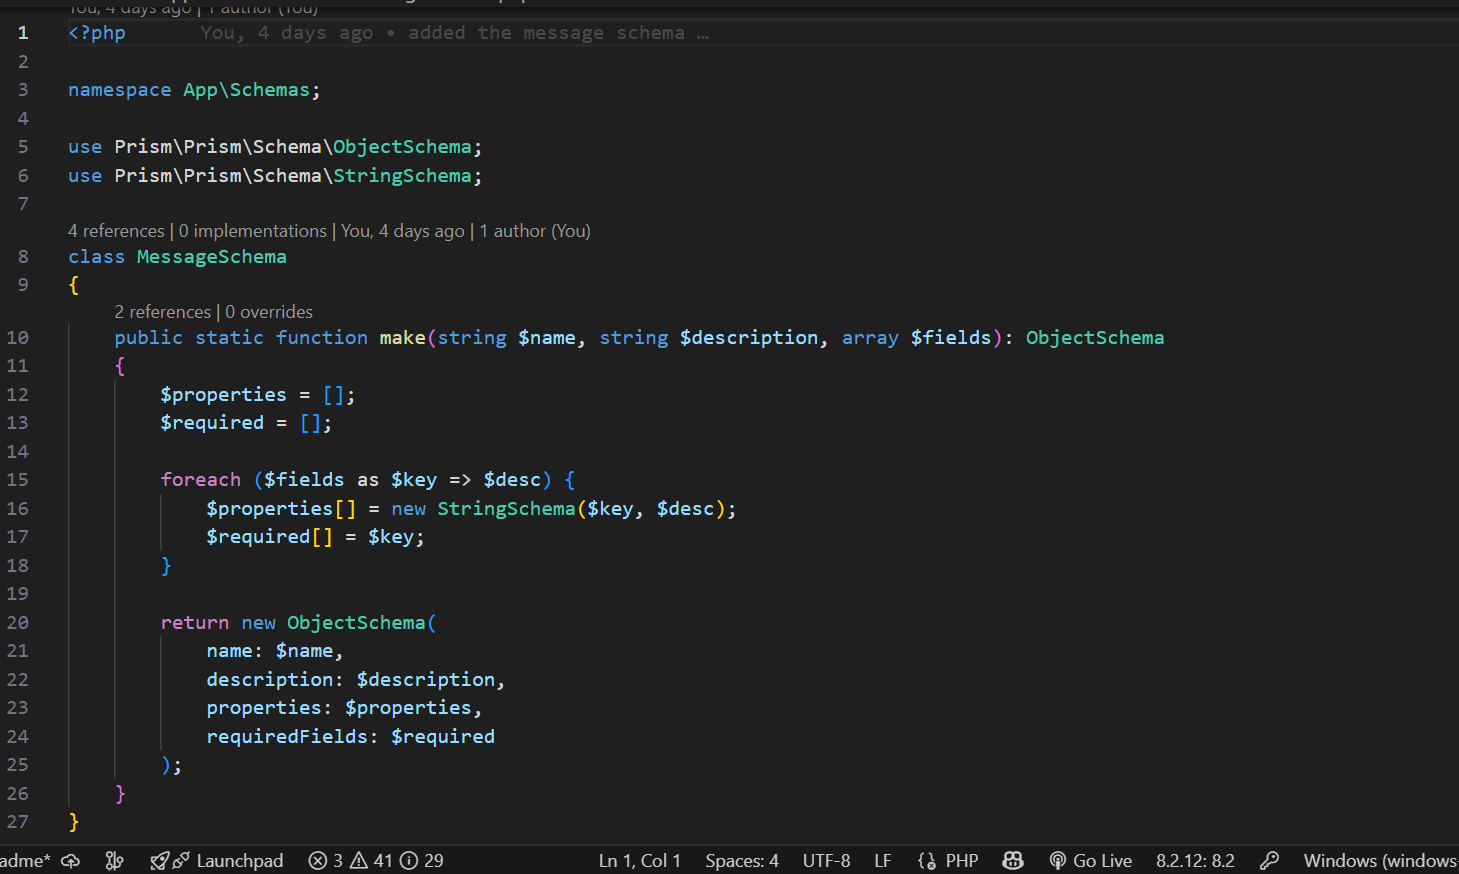 You, 4 days ago | 1 author (You)
1 <?php You, 4 days ago • added the message schema …
2
3 namespace App\Schemas;
4
5 use Prism\Prism\Schema\ObjectSchema;
6 use Prism\Prism\Schema\StringSchema;
7
4 references | 0 implementations | You, 4 days ago | 1 author (You)
8 class MessageSchema
9 {
2 references | 0 overrides
10 public static function make(string $name, string $description, array $fields): ObjectSchema
11 {
12 $properties = [];
13 $required = [];
14
15 foreach ($fields as $key => $desc) {
16 $properties[] = new StringSchema($key, $desc);
17 $required[] = $key;
18 }
19
20 return new ObjectSchema(
21 name: $name,
22 description: $description,
23 properties: $properties,
24 requiredFields: $required
25 );
26 }
27 }
adme* Launchpad 3 41 29 Ln 1, Col 1 Spaces: 4 UTF-8 LF PHP Go Live 8.2.12: 8.2 Windows (windows-